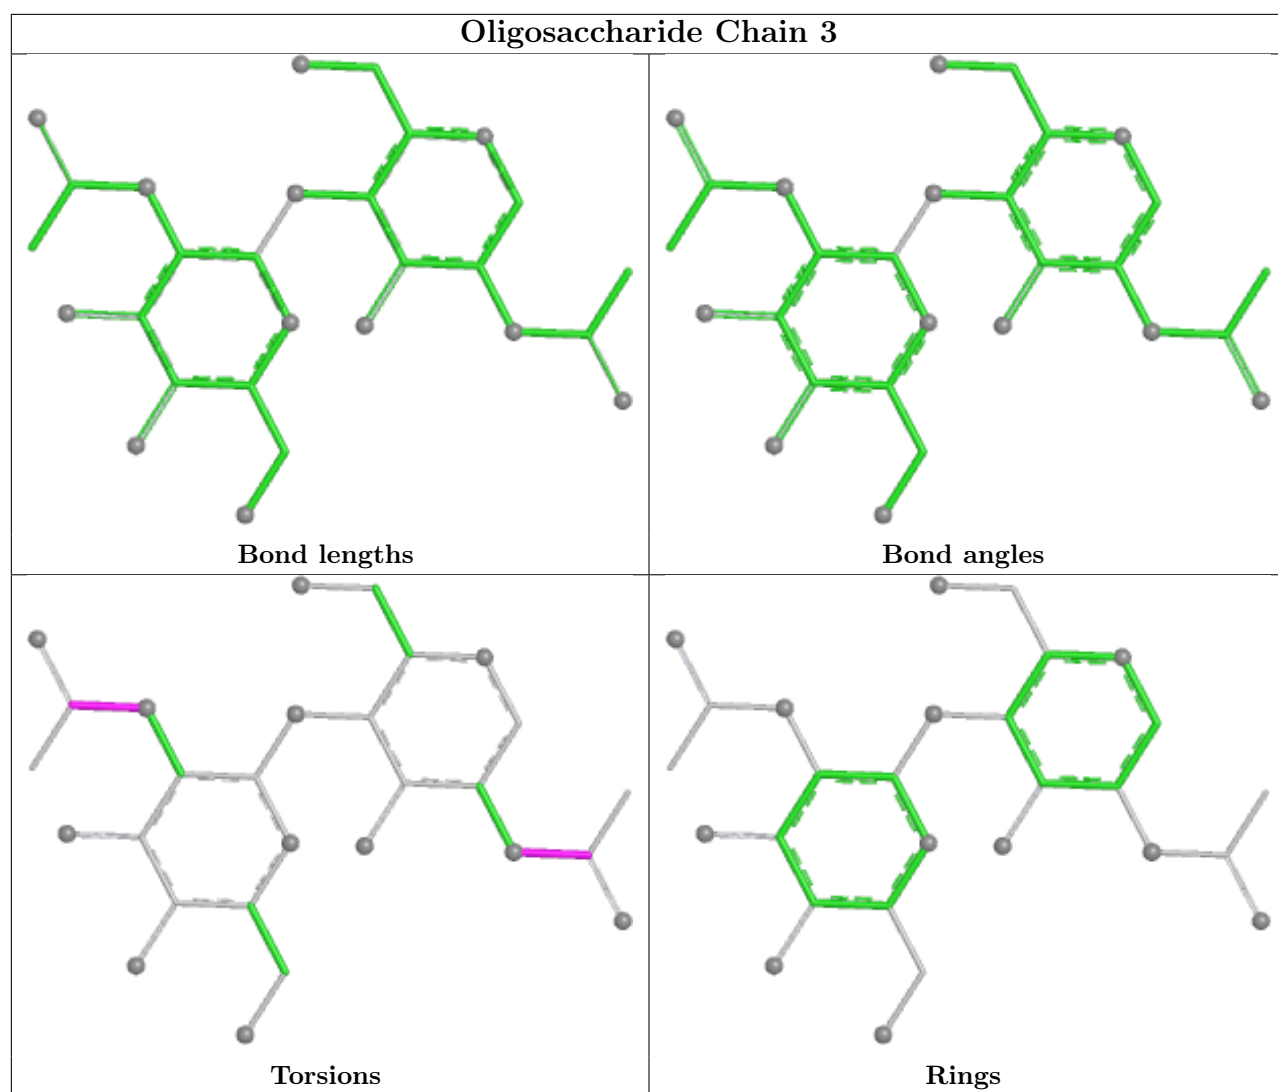 Oligosaccharide Chain 3
Bond lengths
Bond angles
Torsions
Rings